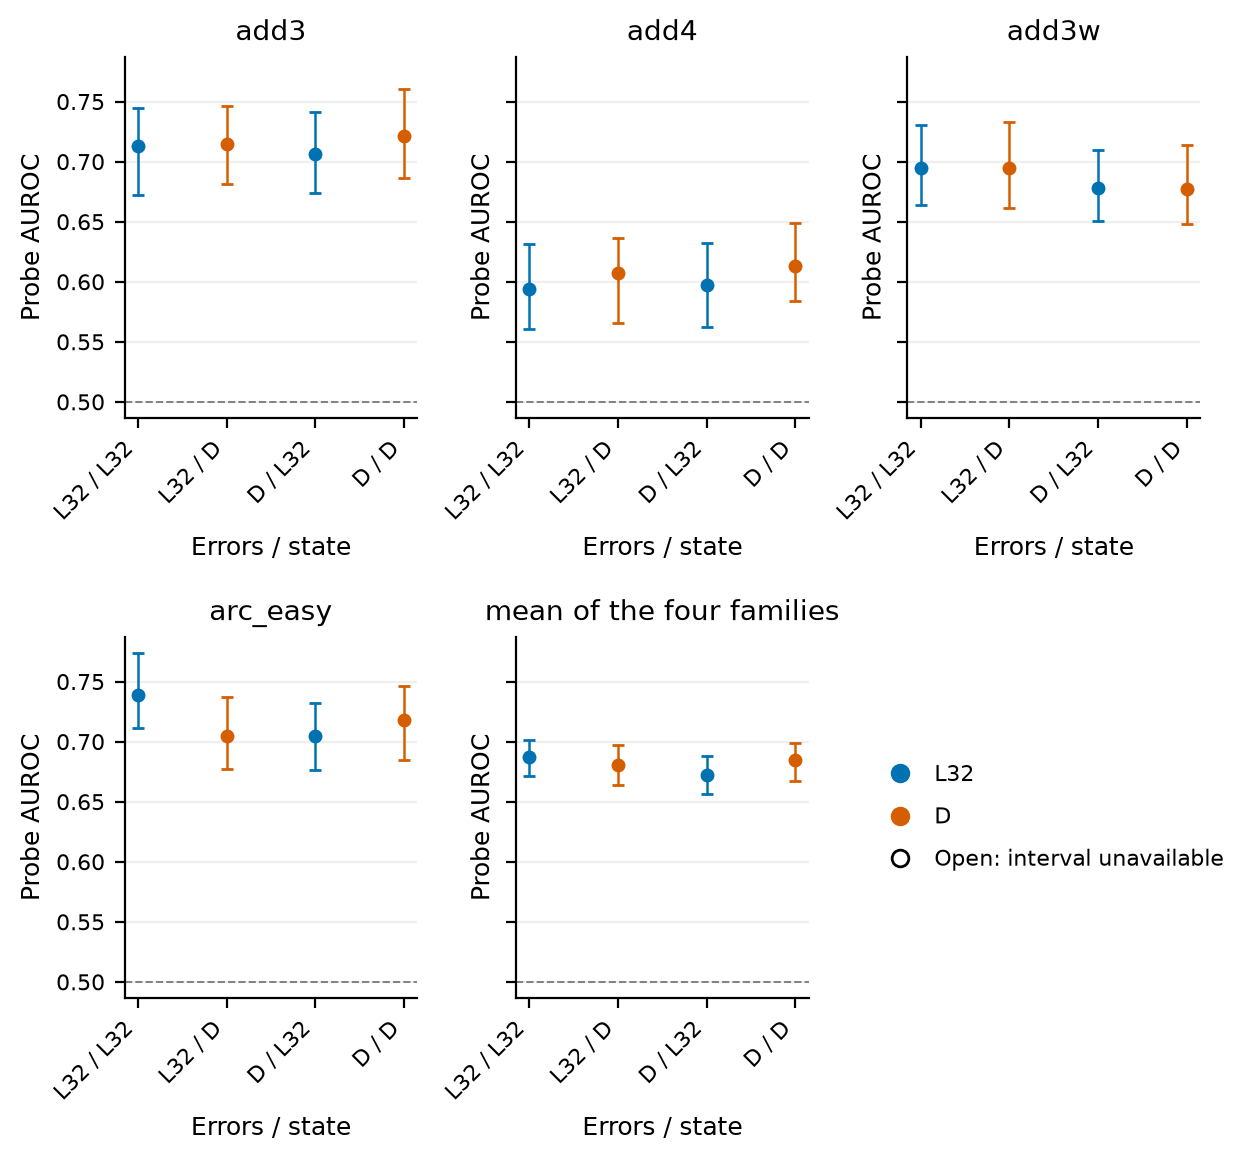 add3
Probe AUROC
0.75
0.70
0.65
0.60
0.55
0.50
L32 / L32
L32 / D
D / L32
D / D
Errors / state
add4
Probe AUROC
L32 / L32
L32 / D
D / L32
D / D
Errors / state
add3w
Probe AUROC
L32 / L32
L32 / D
D / L32
D / D
Errors / state
arc_easy
Probe AUROC
0.75
0.70
0.65
0.60
0.55
0.50
L32 / L32
L32 / D
D / L32
D / D
Errors / state
mean of the four families
Probe AUROC
L32 / L32
L32 / D
D / L32
D / D
Errors / state
L32
D
Open: interval unavailable